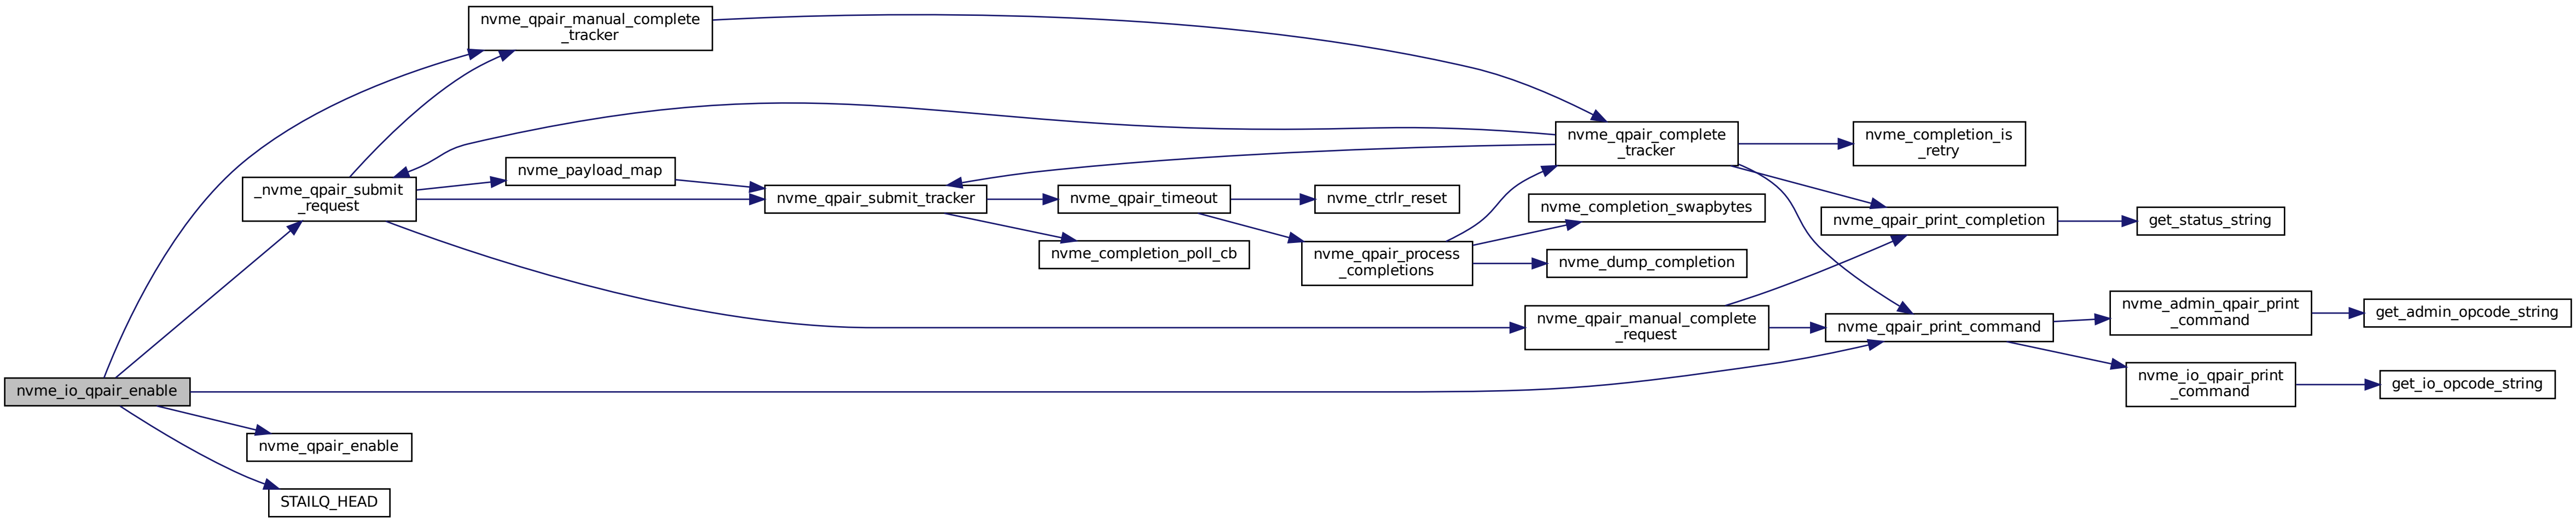 nvme_qpair_manual_complete
_tracker
nvme_qpair_complete
_tracker
nvme_completion_is
_retry
nvme_payload_map
_nvme_qpair_submit
_request
nvme_qpair_submit_tracker
nvme_qpair_timeout
nvme_ctrlr_reset
nvme_completion_swapbytes
nvme_qpair_print_completion
get_status_string
nvme_completion_poll_cb
nvme_qpair_process
_completions
nvme_dump_completion
nvme_qpair_manual_complete
_request
nvme_qpair_print_command
nvme_admin_qpair_print
_command
get_admin_opcode_string
nvme_io_qpair_enable
nvme_io_qpair_print
_command
get_io_opcode_string
nvme_qpair_enable
STAILQ_HEAD